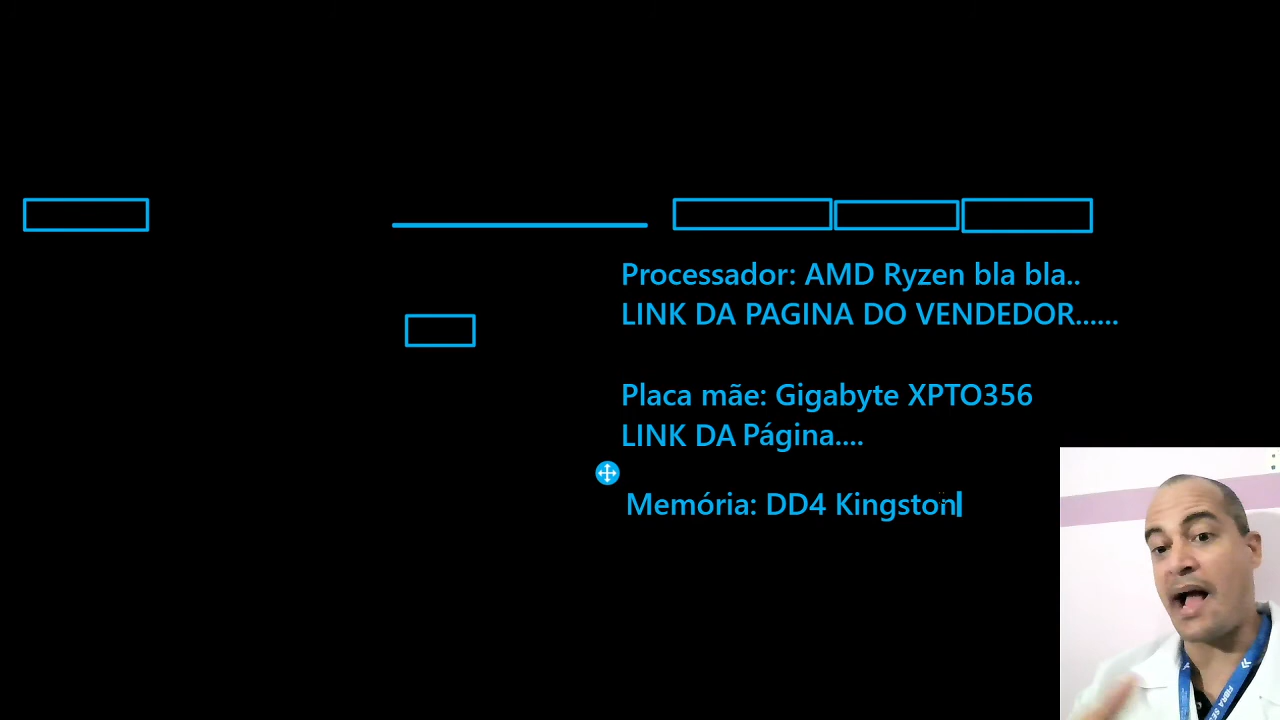 Processador: AMD Ryzen bla bla..
LINK DA PAGINA DO VENDEDOR......
Placa mãe: Gigabyte XPTO356
LINK DA Página....
Memória: DD4 Kingston
FIBRA